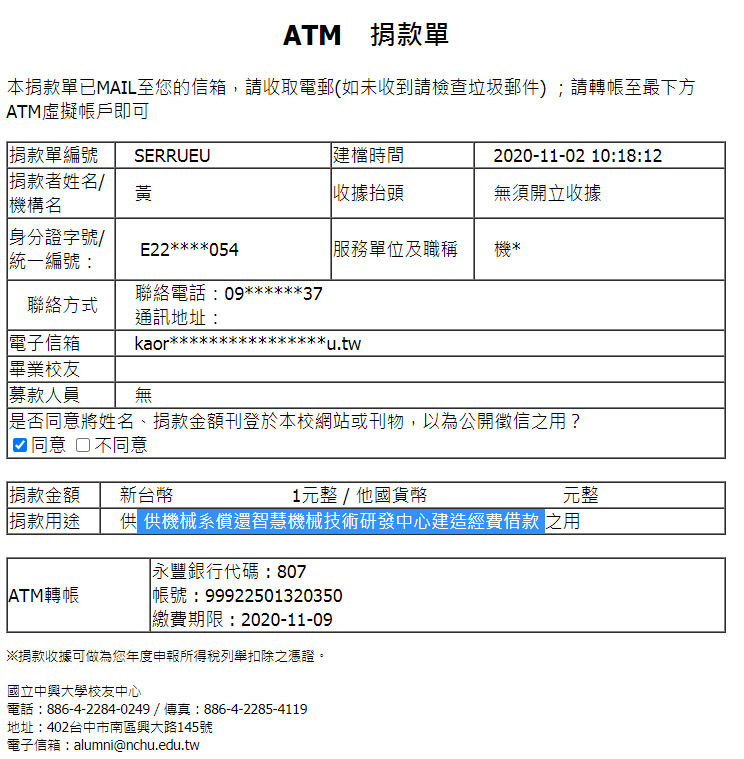 ATM 捐款單
本捐款單已MAIL至您的信箱，請收取電郵(如未收到請檢查垃圾郵件) ；請轉帳至最下方
ATM虛擬帳戶即可
捐款單編號 SERRUEU 建檔時間 2020-11-02 10:18:12
捐款者姓名/
機構名 黃 收據抬頭 無須開立收據
身分證字號/
統一編號： E22****054 服務單位及職稱 機*
聯絡方式 聯絡電話：09******37
通訊地址：
電子信箱 kaor****************u.tw
畢業校友
募款人員 無
是否同意將姓名、捐款金額刊登於本校網站或刊物，以為公開徵信之用？
同意 不同意
捐款金額 新台幣 1元整 / 他國貨幣 元整
捐款用途 供 供機械系償還智慧機械技術研發中心建造經費借款 之用
ATM轉帳 永豐銀行代碼：807
帳號：99922501320350
繳費期限：2020-11-09
※捐款收據可做為您年度申報所得稅列舉扣除之憑證。
國立中興大學校友中心
電話：886-4-2284-0249 / 傳真：886-4-2285-4119
地址：402台中市南區興大路145號
電子信箱：alumni@nchu.edu.tw